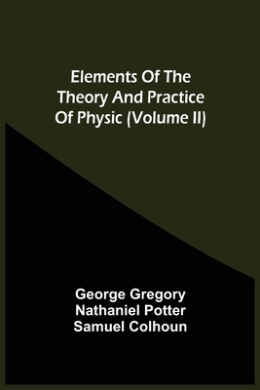 Elements Of The
Theory And Practice
Of Physic (Volume II)
George Gregory
Nathaniel Potter
Samuel Colhoun